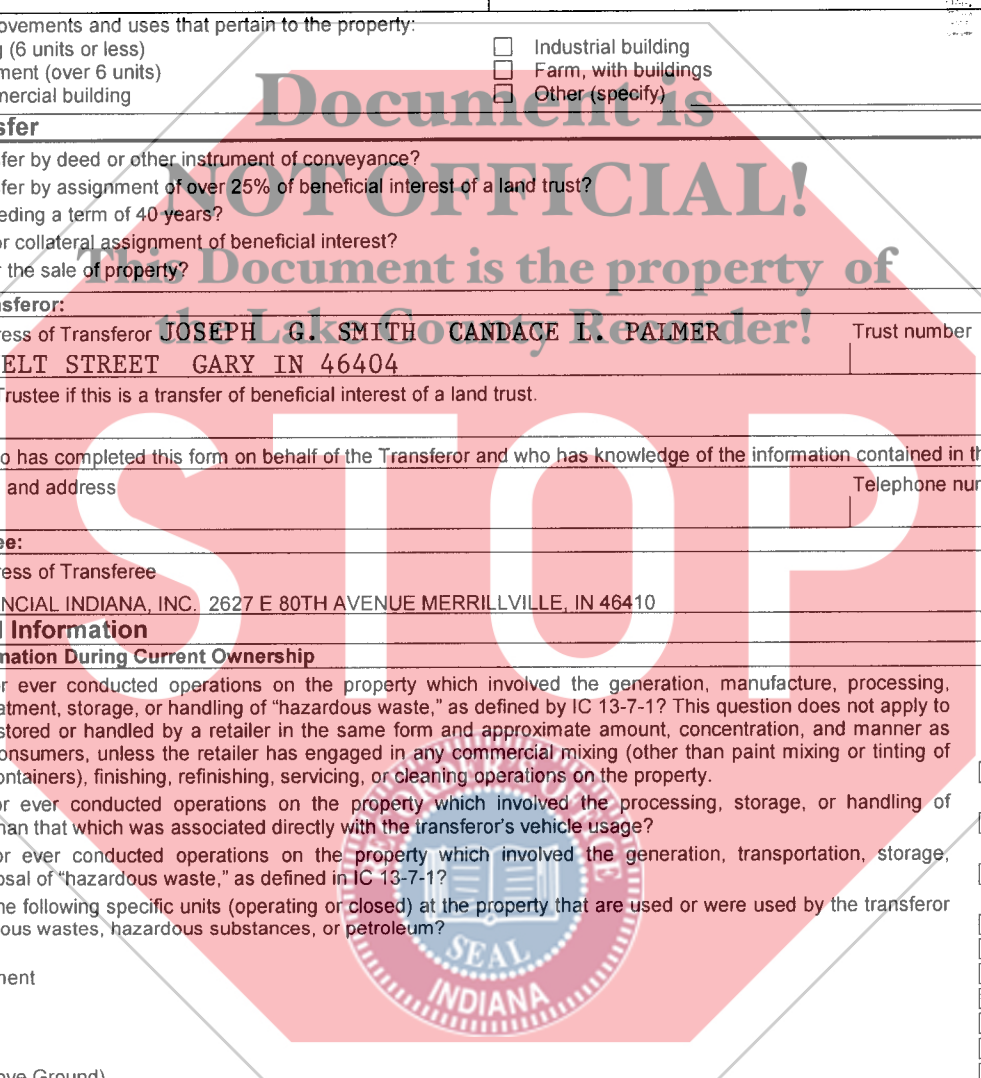 ovements and uses that pertain to the property:
(6 units or less)
ment (over 6 units)
mercial building
Industrial building
Farm, with buildings
Other (specify)
Document is
NOT OFFICIAL!
This Document is the property of
the Lake County Recorder!
sfer
fer by deed or other instrument of conveyance?
fer by assignment of over 25% of beneficial interest of a land trust?
eding a term of 40 years?
or collateral assignment of beneficial interest?
the sale of property?
nsferor:
ress of Transferor JOSEPH G. SMITH CANDACE L. PALMER
Trust number
ELT STREET GARY IN 46404
Trustee if this is a transfer of beneficial interest of a land trust.
STOP
o has completed this form on behalf of the Transferor and who has knowledge of the information contained in th
and address
Telephone nur
ee:
ress of Transferee
NCIAL INDIANA, INC. 2627 E 80TH AVENUE MERRILLVILLE, IN 46410
l Information
mation During Current Ownership
r ever conducted operations on the property which involved the generation, manufacture, processing,
atment, storage, or handling of "hazardous waste," as defined by IC 13-7-1? This question does not apply to
stored or handled by a retailer in the same form and approximate amount, concentration, and manner as
onsumers, unless the retailer has engaged in any commercial mixing (other than paint mixing or tinting of
ontainers), finishing, refinishing, servicing, or cleaning operations on the property.
or ever conducted operations on the property which involved the processing, storage, or handling of
han that which was associated directly with the transferor's vehicle usage?
or ever conducted operations on the property which involved the generation, transportation, storage,
osal of "hazardous waste," as defined in IC 13-7-1?
he following specific units (operating or closed) at the property that are used or were used by the transferor
ous wastes, hazardous substances, or petroleum?
nent
RECORDER'S OFFICE
SEAL
INDIANA
ove Ground)